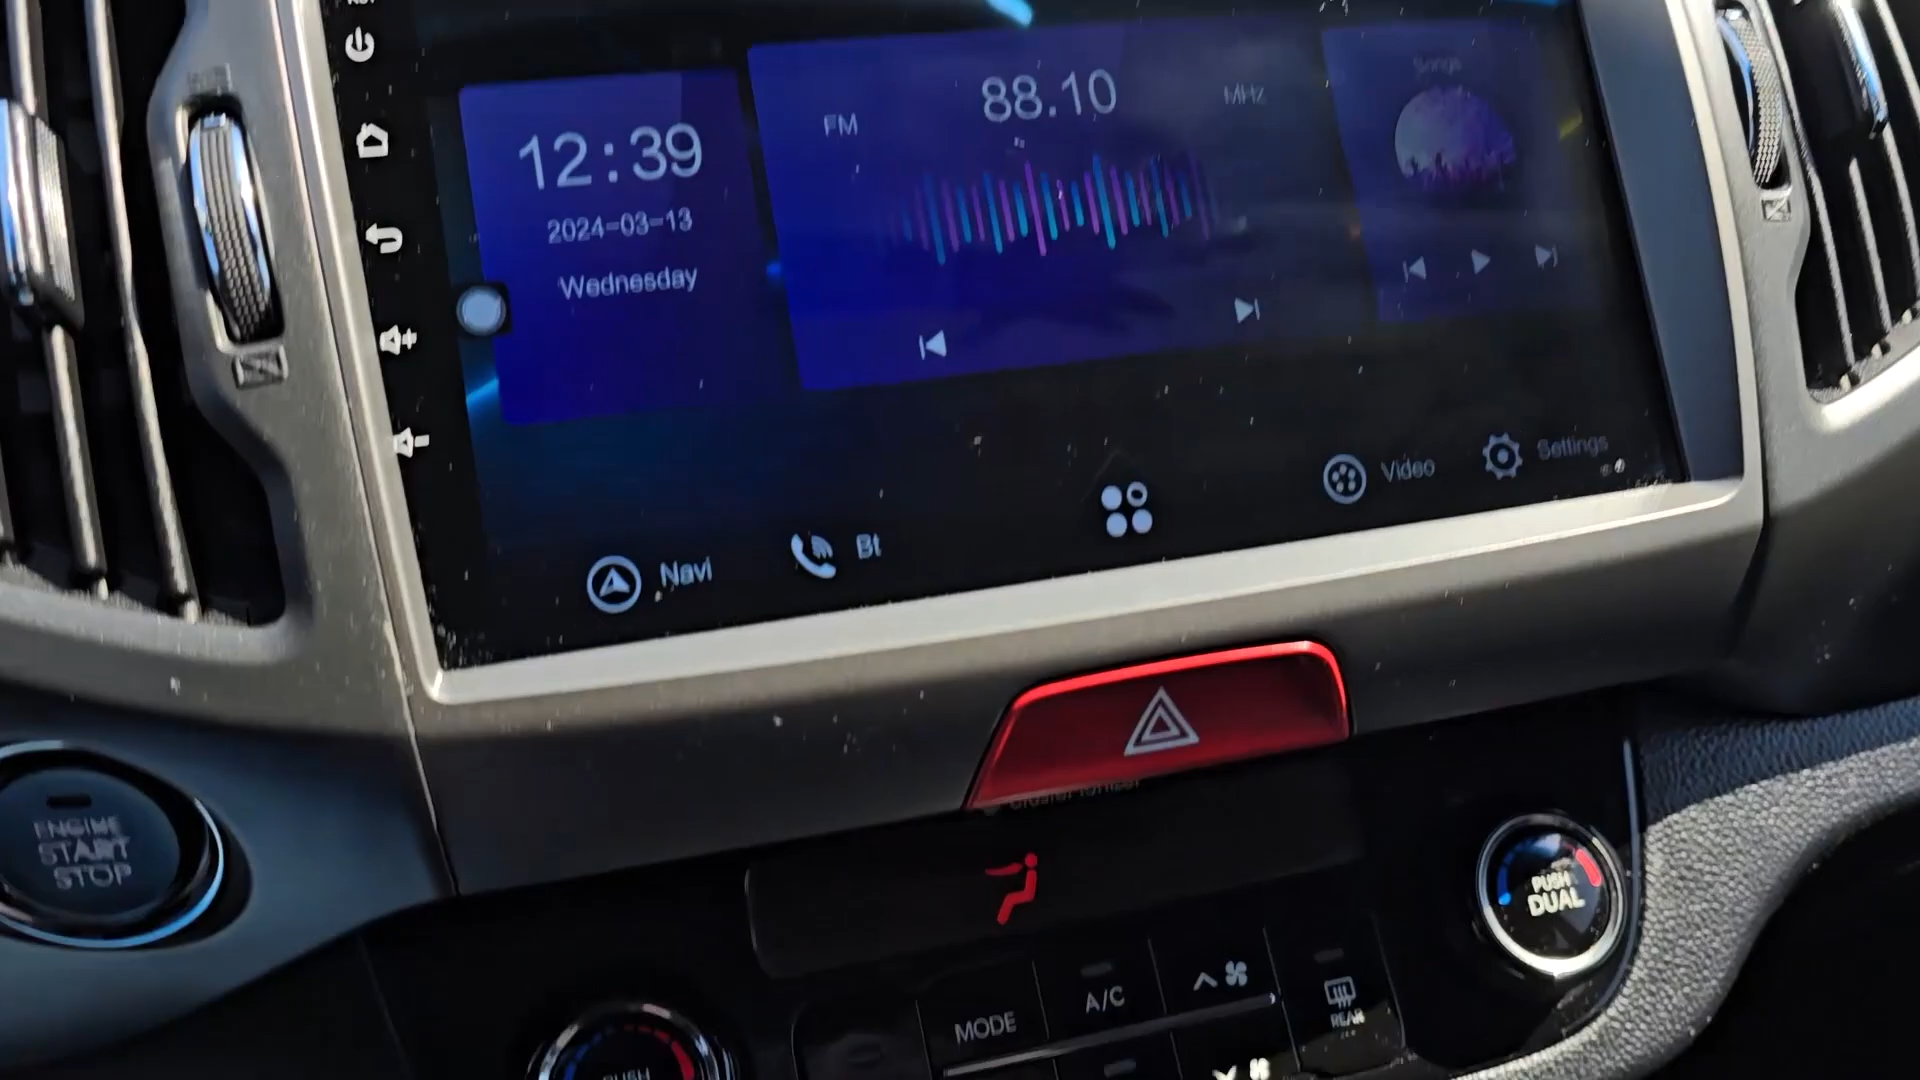 12:39
2024-03-13
Wednesday
FM
88.10
MHz
Songs
Navi
Bt
Video
Settings
ENGINE
START
STOP
PUSH
DUAL
MODE
A/C
REAR
PUSH